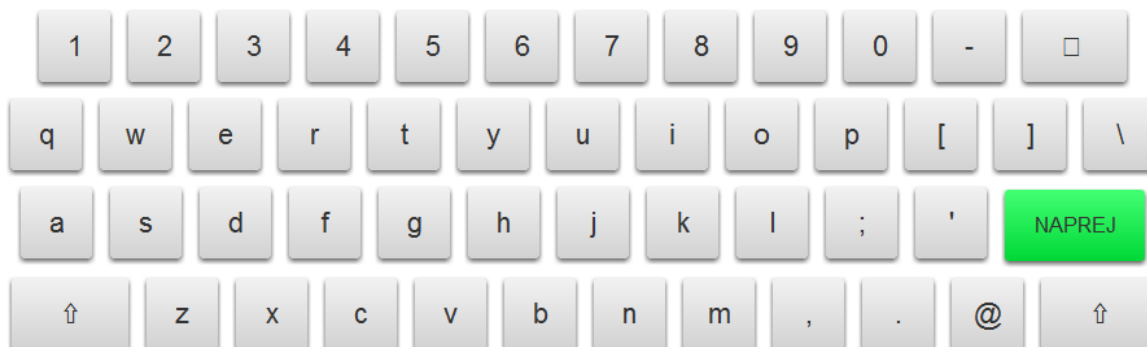 1 2 3 4 5 6 7 8 9 0 -
q w e r t y u i o p [ ] \
a s d f g h j k l ; ' NAPREJ
⇧ z x c v b n m , . @ ⇧